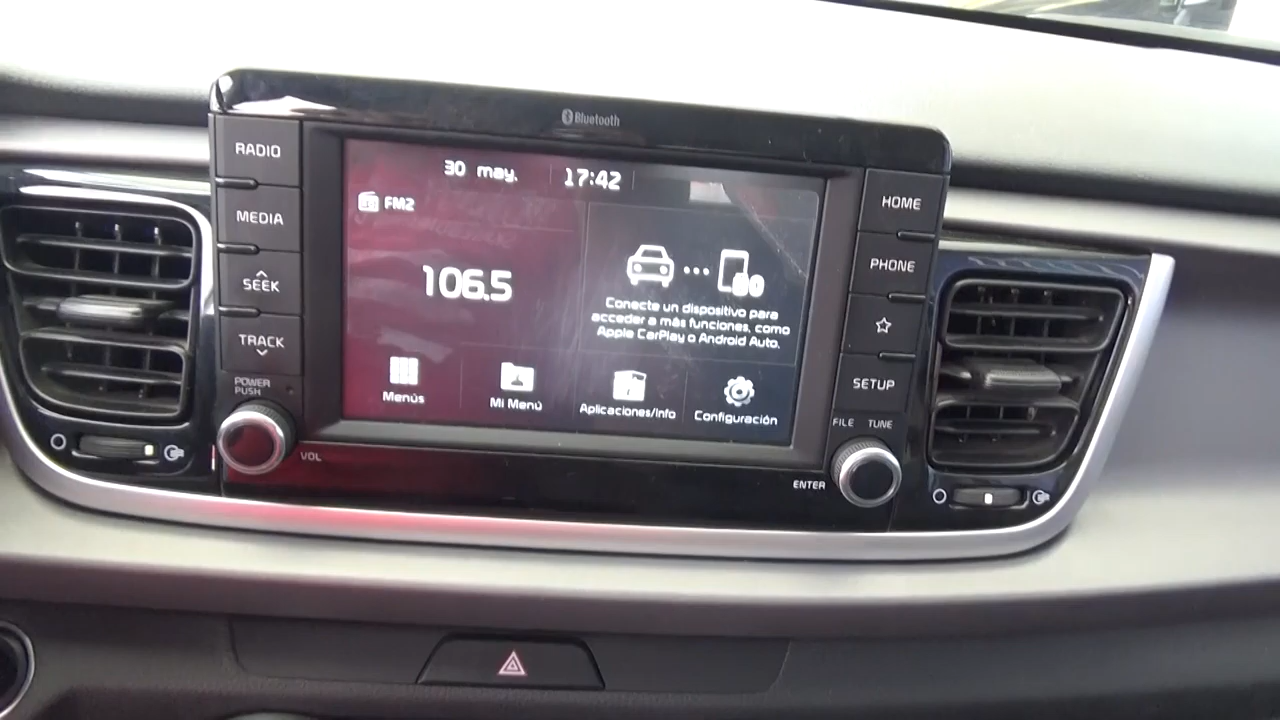 Bluetooth
RADIO
MEDIA
SEEK
TRACK
POWER
PUSH
VOL
30 may.
17:42
FM2
106.5
Conecte un dispositivo para
acceder a más funciones, como
Apple CarPlay o Android Auto.
Menús
Mi Menú
Aplicaciones/Info
Configuración
HOME
PHONE
SETUP
FILE
TUNE
ENTER